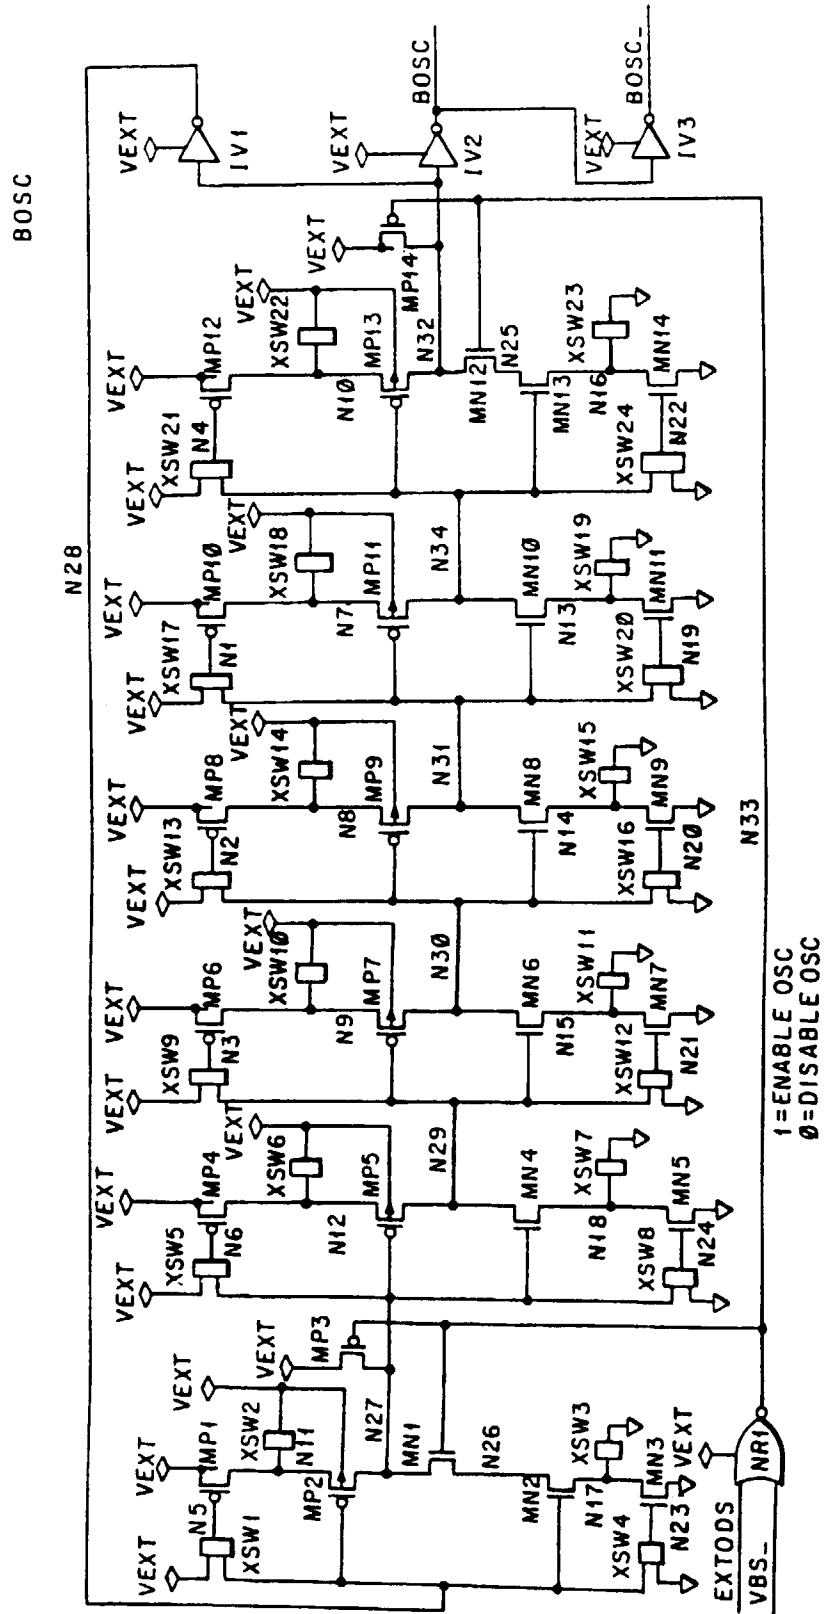 BOSC
N28
VEXT
IV1
VEXT
IV2
BOSC
VEXT
IV3
BOSC_
VEXT
N5
XSW1
VEXT
MP1
XSW2
N11
VEXT
MP2
N27
VEXT
MP3
MN1
N26
MN2
N17
XSW3
XSW4
N23
MN3
VEXT
XSW5
N6
VEXT
MP4
XSW6
VEXT
N12
MP5
N29
MN4
N18
XSW7
XSW8
N24
MN5
VEXT
XSW9
N3
VEXT
MP6
XSW10
VEXT
N9
MP7
N30
MN6
N15
XSW11
XSW12
N21
MN7
VEXT
XSW13
N2
VEXT
MP8
XSW14
VEXT
N8
MP9
N31
MN8
N14
XSW15
XSW16
N20
MN9
VEXT
XSW17
N1
VEXT
MP10
XSW18
VEXT
N7
MP11
N34
MN10
N13
XSW19
XSW20
N19
MN11
VEXT
XSW21
N4
VEXT
MP12
XSW22
VEXT
N10
MP13
N32
VEXT
MP14
MN12
N25
MN13
N16
XSW23
XSW24
N22
MN14
N33
EXTODS
VBS_
VEXT
NR1
1=ENABLE OSC
0=DISABLE OSC